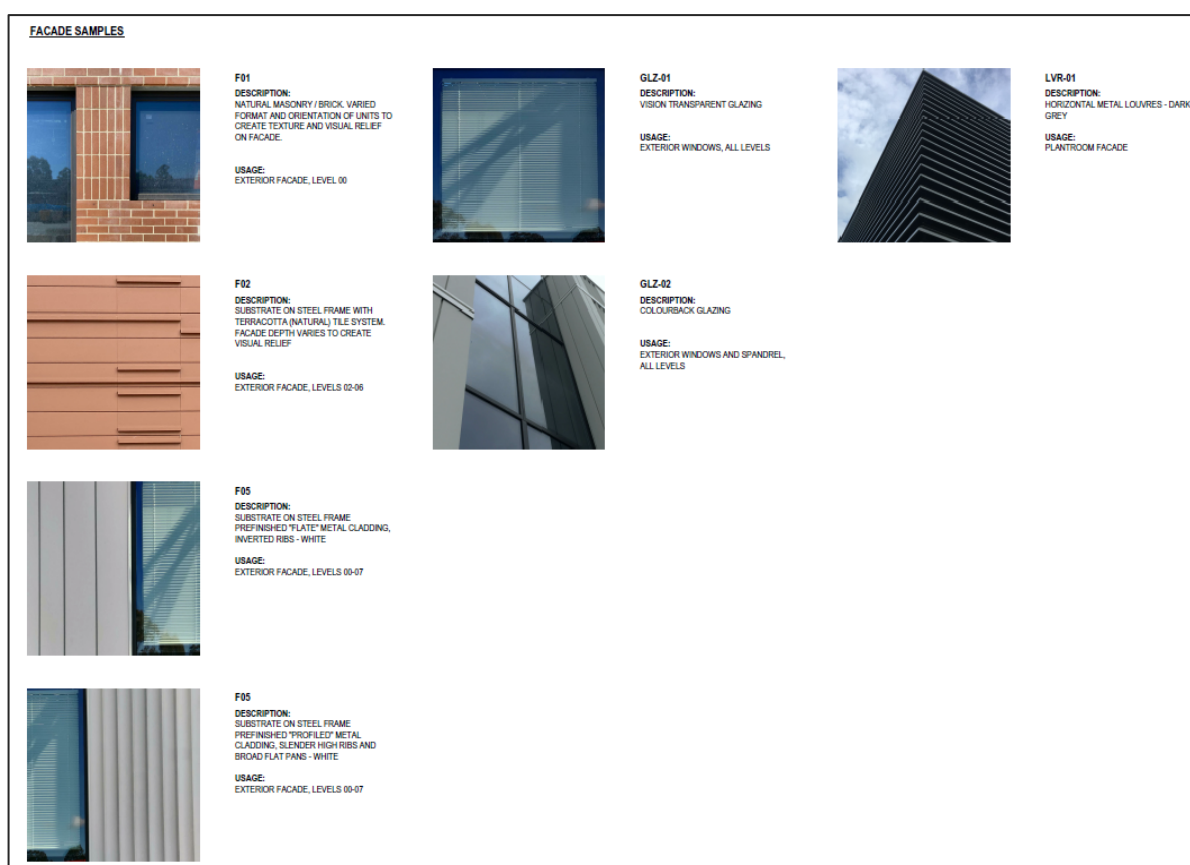 FACADE SAMPLES
F01
DESCRIPTION:
NATURAL MASONRY / BRICK. VARIED
FORMAT AND ORIENTATION OF UNITS TO
CREATE TEXTURE AND VISUAL RELIEF
ON FACADE.
USAGE:
EXTERIOR FACADE, LEVEL 00
GLZ-01
DESCRIPTION:
VISION TRANSPARENT GLAZING
USAGE:
EXTERIOR WINDOWS, ALL LEVELS
LVR-01
DESCRIPTION:
HORIZONTAL METAL LOUVRES - DARK
GREY
USAGE:
PLANTROOM FACADE
F02
DESCRIPTION:
SUBSTRATE ON STEEL FRAME WITH
TERRACOTTA (NATURAL) TILE SYSTEM.
FACADE DEPTH VARIES TO CREATE
VISUAL RELIEF
USAGE:
EXTERIOR FACADE, LEVELS 02-06
GLZ-02
DESCRIPTION:
COLOURBACK GLAZING
USAGE:
EXTERIOR WINDOWS AND SPANDREL,
ALL LEVELS
F05
DESCRIPTION:
SUBSTRATE ON STEEL FRAME
PREFINISHED "FLATE" METAL CLADDING,
INVERTED RIBS - WHITE
USAGE:
EXTERIOR FACADE, LEVELS 00-07
F05
DESCRIPTION:
SUBSTRATE ON STEEL FRAME
PREFINISHED "PROFILED" METAL
CLADDING, SLENDER HIGH RIBS AND
BROAD FLAT PANS - WHITE
USAGE:
EXTERIOR FACADE, LEVELS 00-07